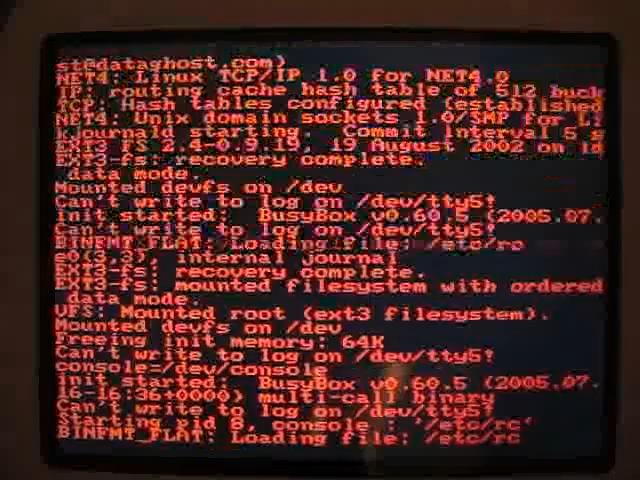 st@dataghost.com)
NET4: Linux TCP/IP 1.0 for NET4.0
IP: routing cache hash table of 512 buck
TCP: Hash tables configured (established
NET4: Unix domain sockets 1.0/SMP for Li
kjournald starting.  Commit interval 5 s
EXT3 FS 2.4-0.9.19, 19 August 2002 on id
EXT3-fs: recovery complete.
 data mode.
Mounted devfs on /dev
Can't write to log on /dev/tty5!
init started:  BusyBox v0.60.5 (2005.07.
Can't write to log on /dev/tty5!
BINFMT_FLAT: Loading file: /etc/rc
e0(3,3), internal journal
EXT3-fs: recovery complete.
EXT3-fs: mounted filesystem with ordered
 data mode.
VFS: Mounted root (ext3 filesystem).
Mounted devfs on /dev
Freeing init memory: 64K
Can't write to log on /dev/tty5!
console=/dev/console
init started:  BusyBox v0.60.5 (2005.07.
16-16:36+0000) multi-call binary
Can't write to log on /dev/tty5!
Starting pid 8, console : '/etc/rc'
BINFMT_FLAT: Loading file: /etc/rc